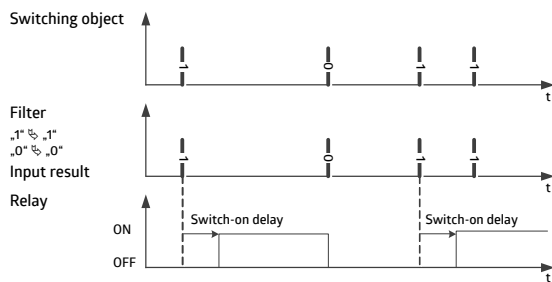 Switching object
1 0 1 1
t
Filter
„1“ ⇘ „1“
„0“ ⇘ „0“
Input result
1 0 1 1
t
Relay
Switch-on delay Switch-on delay
ON
OFF
t